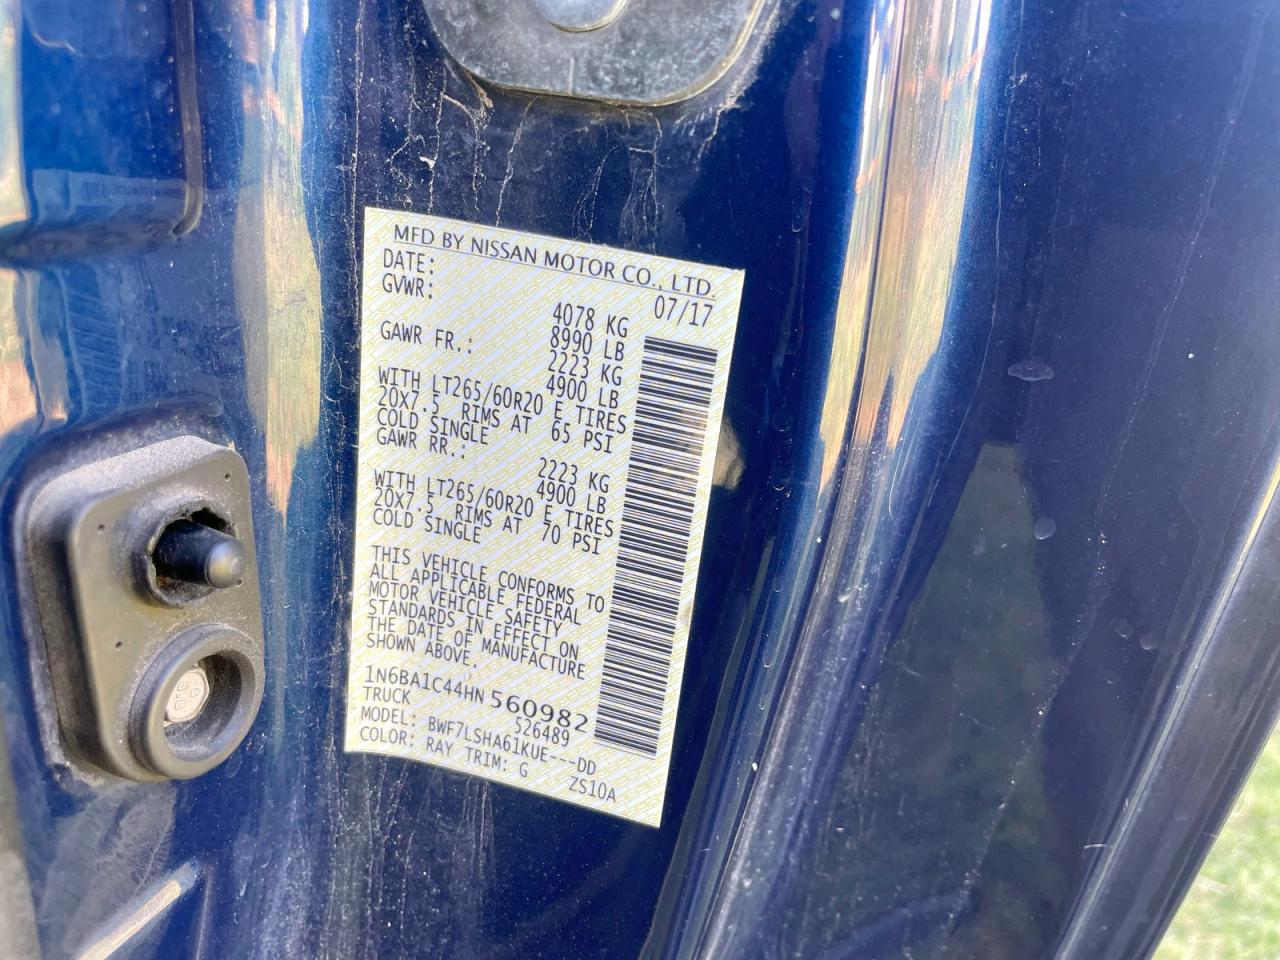 MFD BY NISSAN MOTOR CO., LTD.
DATE: 07/17
GVWR: 4078 KG
8990 LB
GAWR FR.: 2223 KG
4900 LB
WITH LT265/60R20 E TIRES
20X7.5 RIMS AT 65 PSI
COLD SINGLE
GAWR RR.: 2223 KG
4900 LB
WITH LT265/60R20 E TIRES
20X7.5 RIMS AT 70 PSI
COLD SINGLE
THIS VEHICLE CONFORMS TO
ALL APPLICABLE FEDERAL
MOTOR VEHICLE SAFETY
STANDARDS IN EFFECT ON
THE DATE OF MANUFACTURE
SHOWN ABOVE.
1N6BA1C44HN560982
TRUCK 526489
MODEL: BWF7LSHA61KUE---DD
COLOR: RAY TRIM: G ZS10A